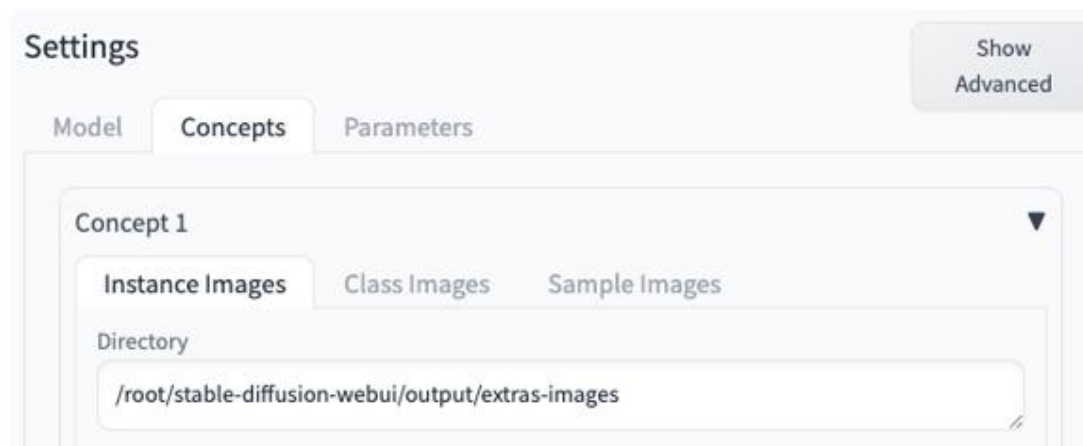 Settings
Show
Advanced
Model Concepts Parameters
Concept 1
Instance Images Class Images Sample Images
Directory
/root/stable-diffusion-webui/output/extras-images